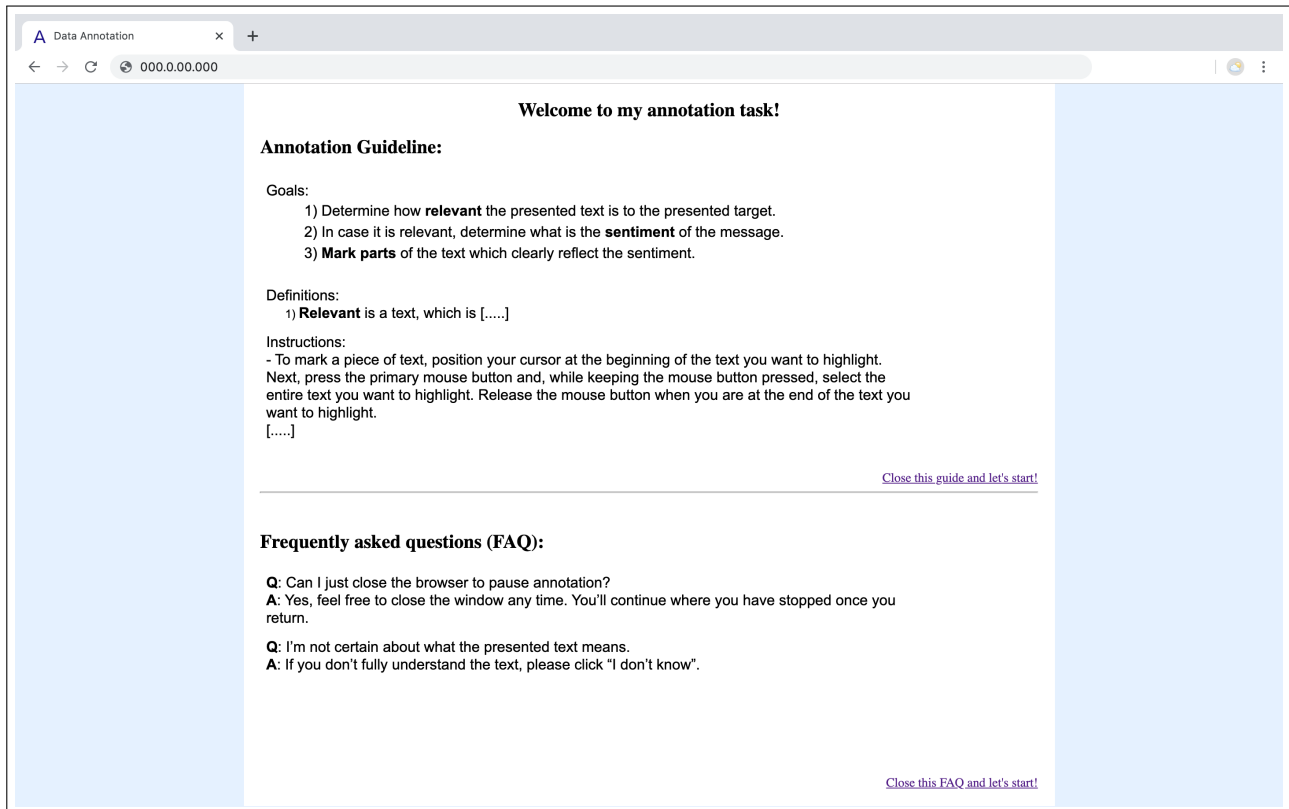 Data Annotation
000.0.00.000
Welcome to my annotation task!
Annotation Guideline:
Goals:
1) Determine how relevant the presented text is to the presented target.
2) In case it is relevant, determine what is the sentiment of the message.
3) Mark parts of the text which clearly reflect the sentiment.
Definitions:
1) Relevant is a text, which is [.....]
Instructions:
- To mark a piece of text, position your cursor at the beginning of the text you want to highlight.
Next, press the primary mouse button and, while keeping the mouse button pressed, select the
entire text you want to highlight. Release the mouse button when you are at the end of the text you
want to highlight.
[.....]
Close this guide and let's start!
Frequently asked questions (FAQ):
Q: Can I just close the browser to pause annotation?
A: Yes, feel free to close the window any time. You’ll continue where you have stopped once you
return.
Q: I’m not certain about what the presented text means.
A: If you don’t fully understand the text, please click “I don’t know”.
Close this FAQ and let's start!